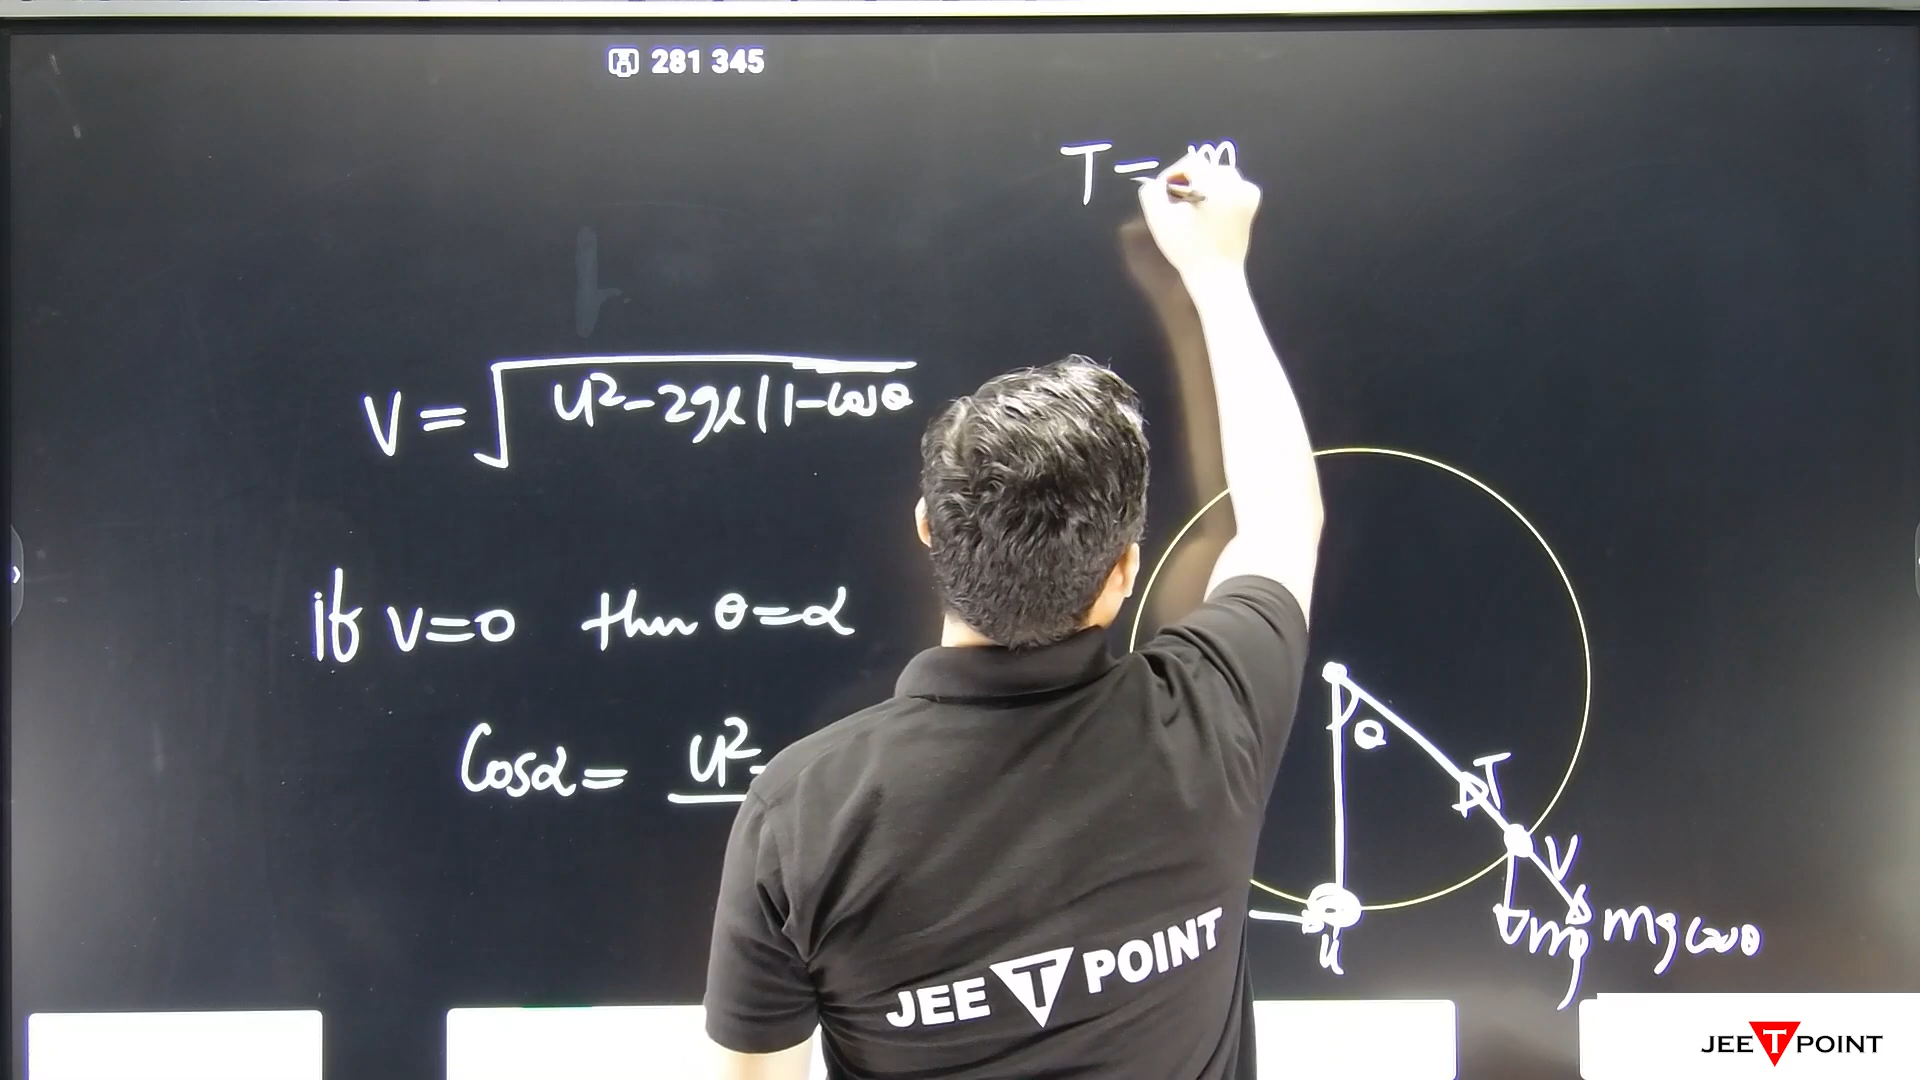 281 345
T - m
V = √u²-2gl(1-cosθ
if v=0 then θ=α
Cosα = u²-
θ
T
V
mg
mg cosθ
u
JEE T POINT
JEE T POINT